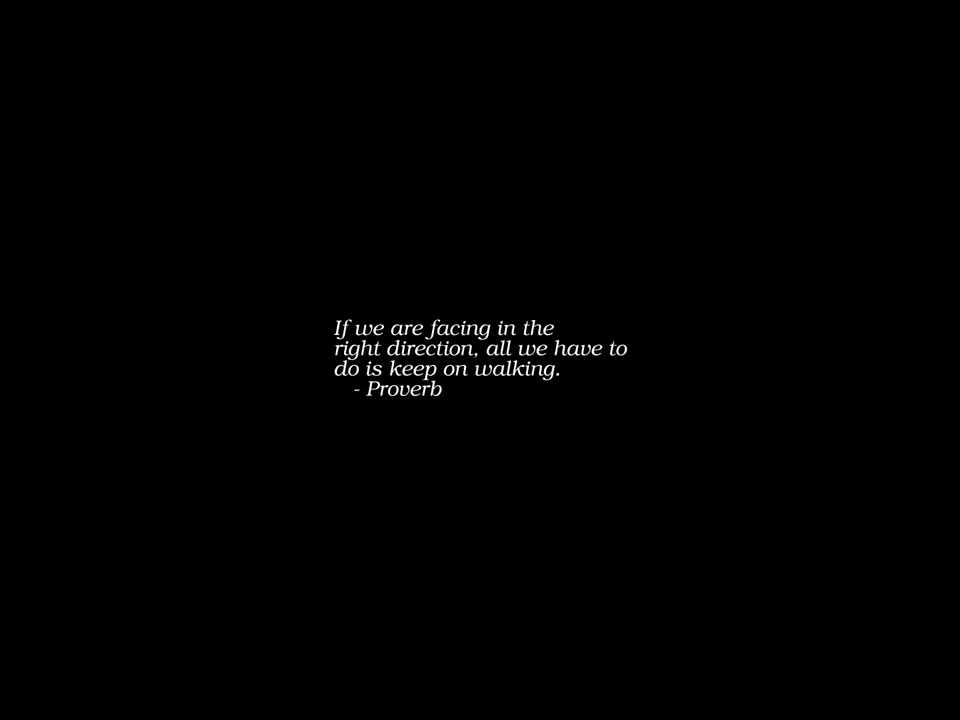 If we are facing in the
right direction, all we have to
do is keep on walking.
- Proverb